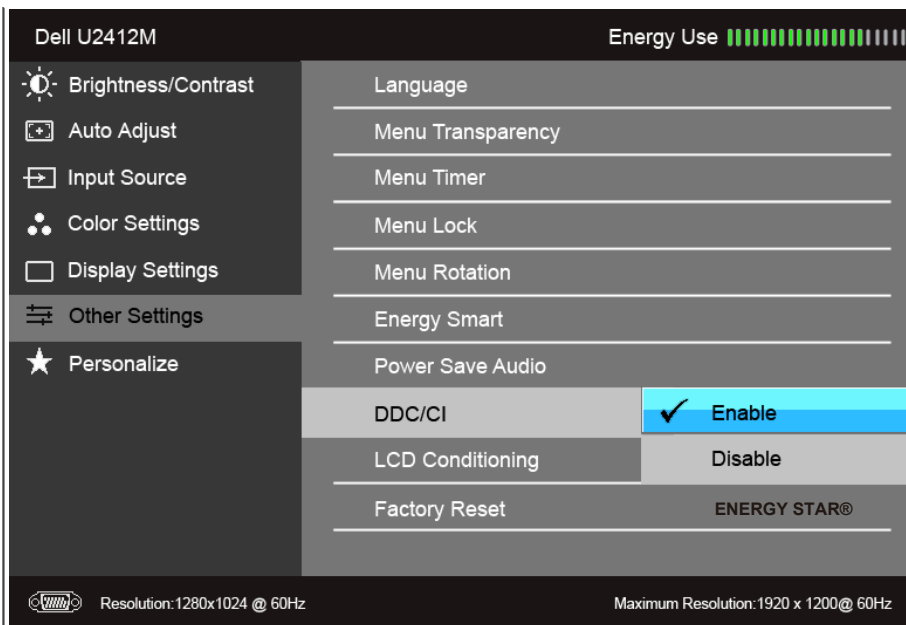 Dell U2412M
Energy Use
Brightness/Contrast
Auto Adjust
Input Source
Color Settings
Display Settings
Other Settings
Personalize
Language
Menu Transparency
Menu Timer
Menu Lock
Menu Rotation
Energy Smart
Power Save Audio
DDC/CI
Enable
LCD Conditioning
Disable
Factory Reset
ENERGY STAR®
Resolution:1280x1024 @ 60Hz
Maximum Resolution:1920 x 1200@ 60Hz